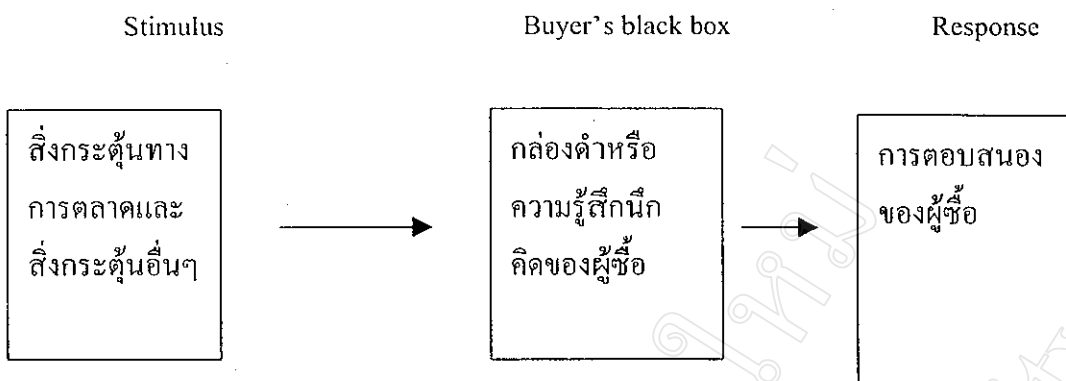 Stimulus
Buyer's black box
Response
สิ่งกระตุ้นทาง
การตลาดและ
สิ่งกระตุ้นอื่นๆ
กล่องดำหรือ
ความรู้สึกนึก
คิดของผู้ซื้อ
การตอบสนอง
ของผู้ซื้อ